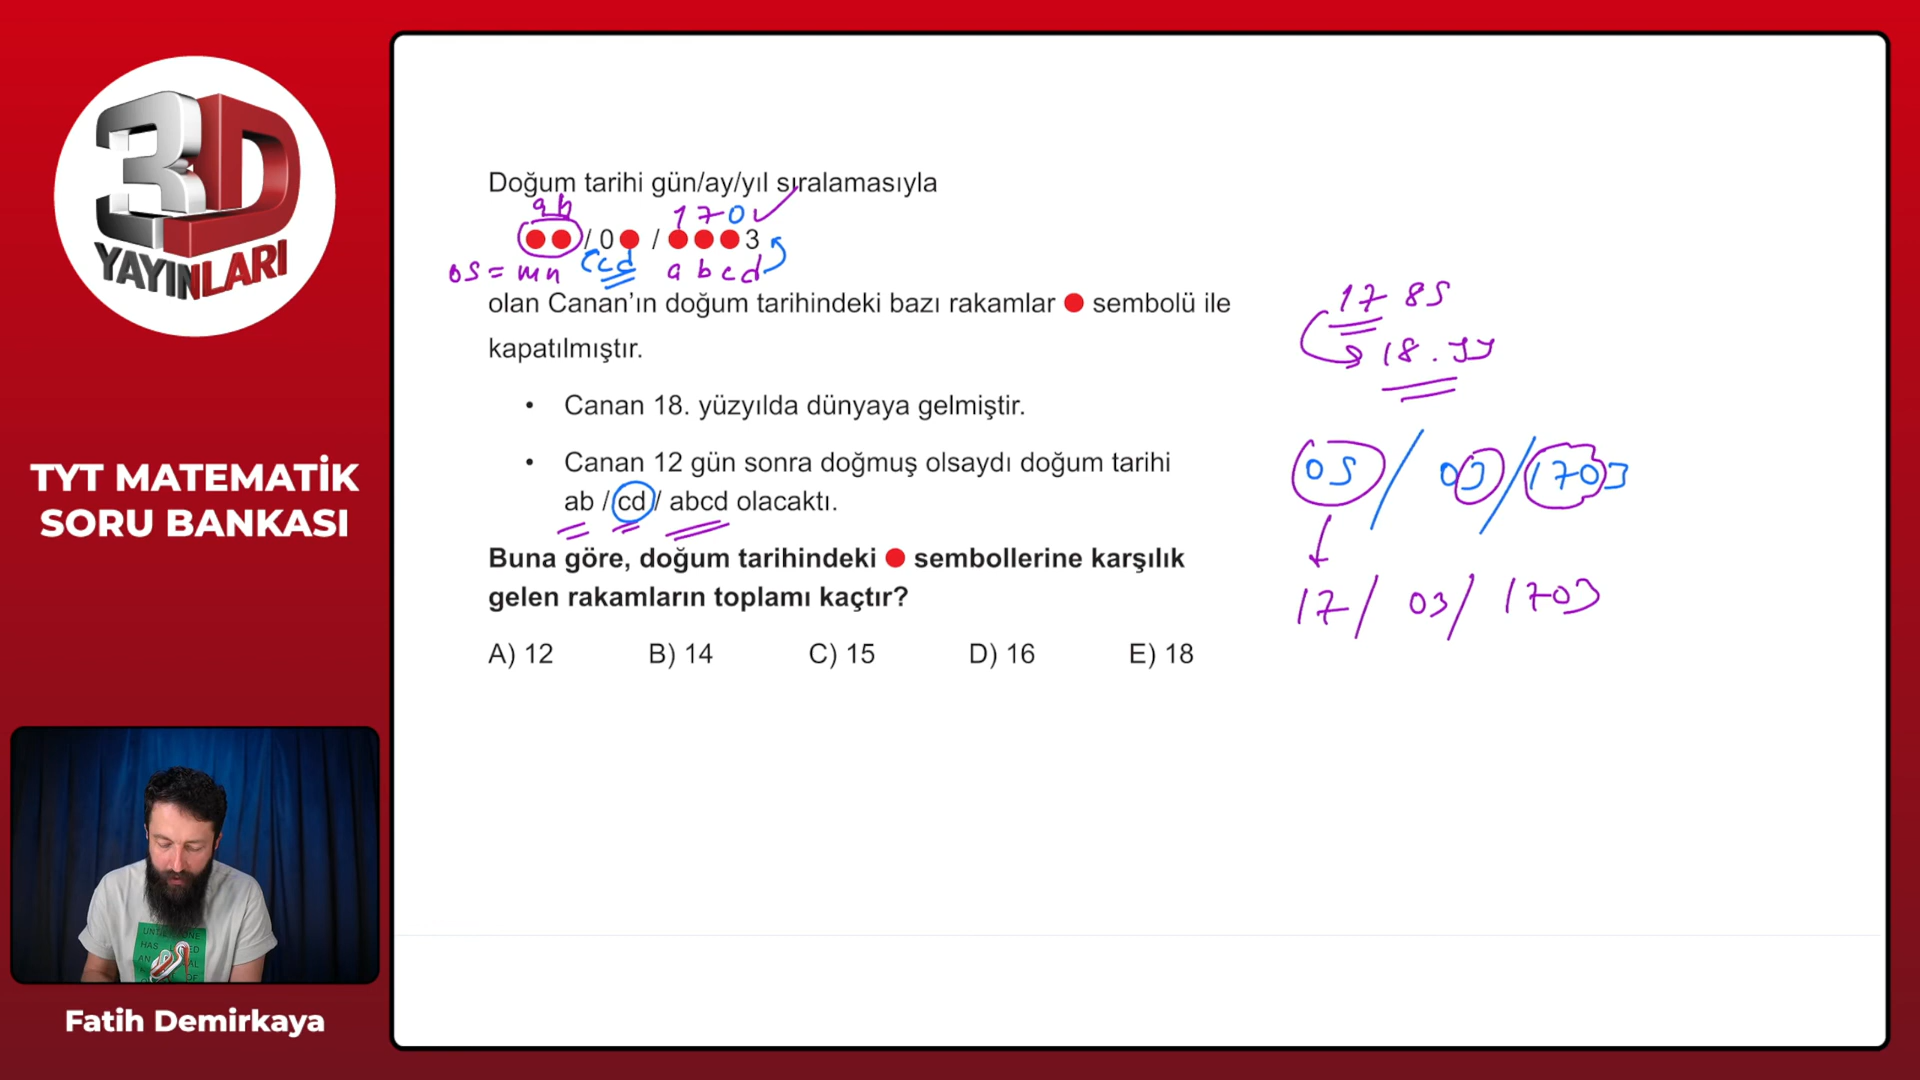 3D
YAYINLARI
TYT MATEMATİK
SORU BANKASI
Fatih Demirkaya
Doğum tarihi gün/ay/yıl sıralamasıyla
ab 1 7 0
●● / 0● / ●●●3
05 = mn cd a b c d
olan Canan'ın doğum tarihindeki bazı rakamlar ● sembolü ile
kapatılmıştır.
• Canan 18. yüzyılda dünyaya gelmiştir.
• Canan 12 gün sonra doğmuş olsaydı doğum tarihi
ab / cd / abcd olacaktı.
Buna göre, doğum tarihindeki ● sembollerine karşılık
gelen rakamların toplamı kaçtır?
A) 12 B) 14 C) 15 D) 16 E) 18
17 85
18. yy
05 / 03 / 1703
17 / 03 / 1703